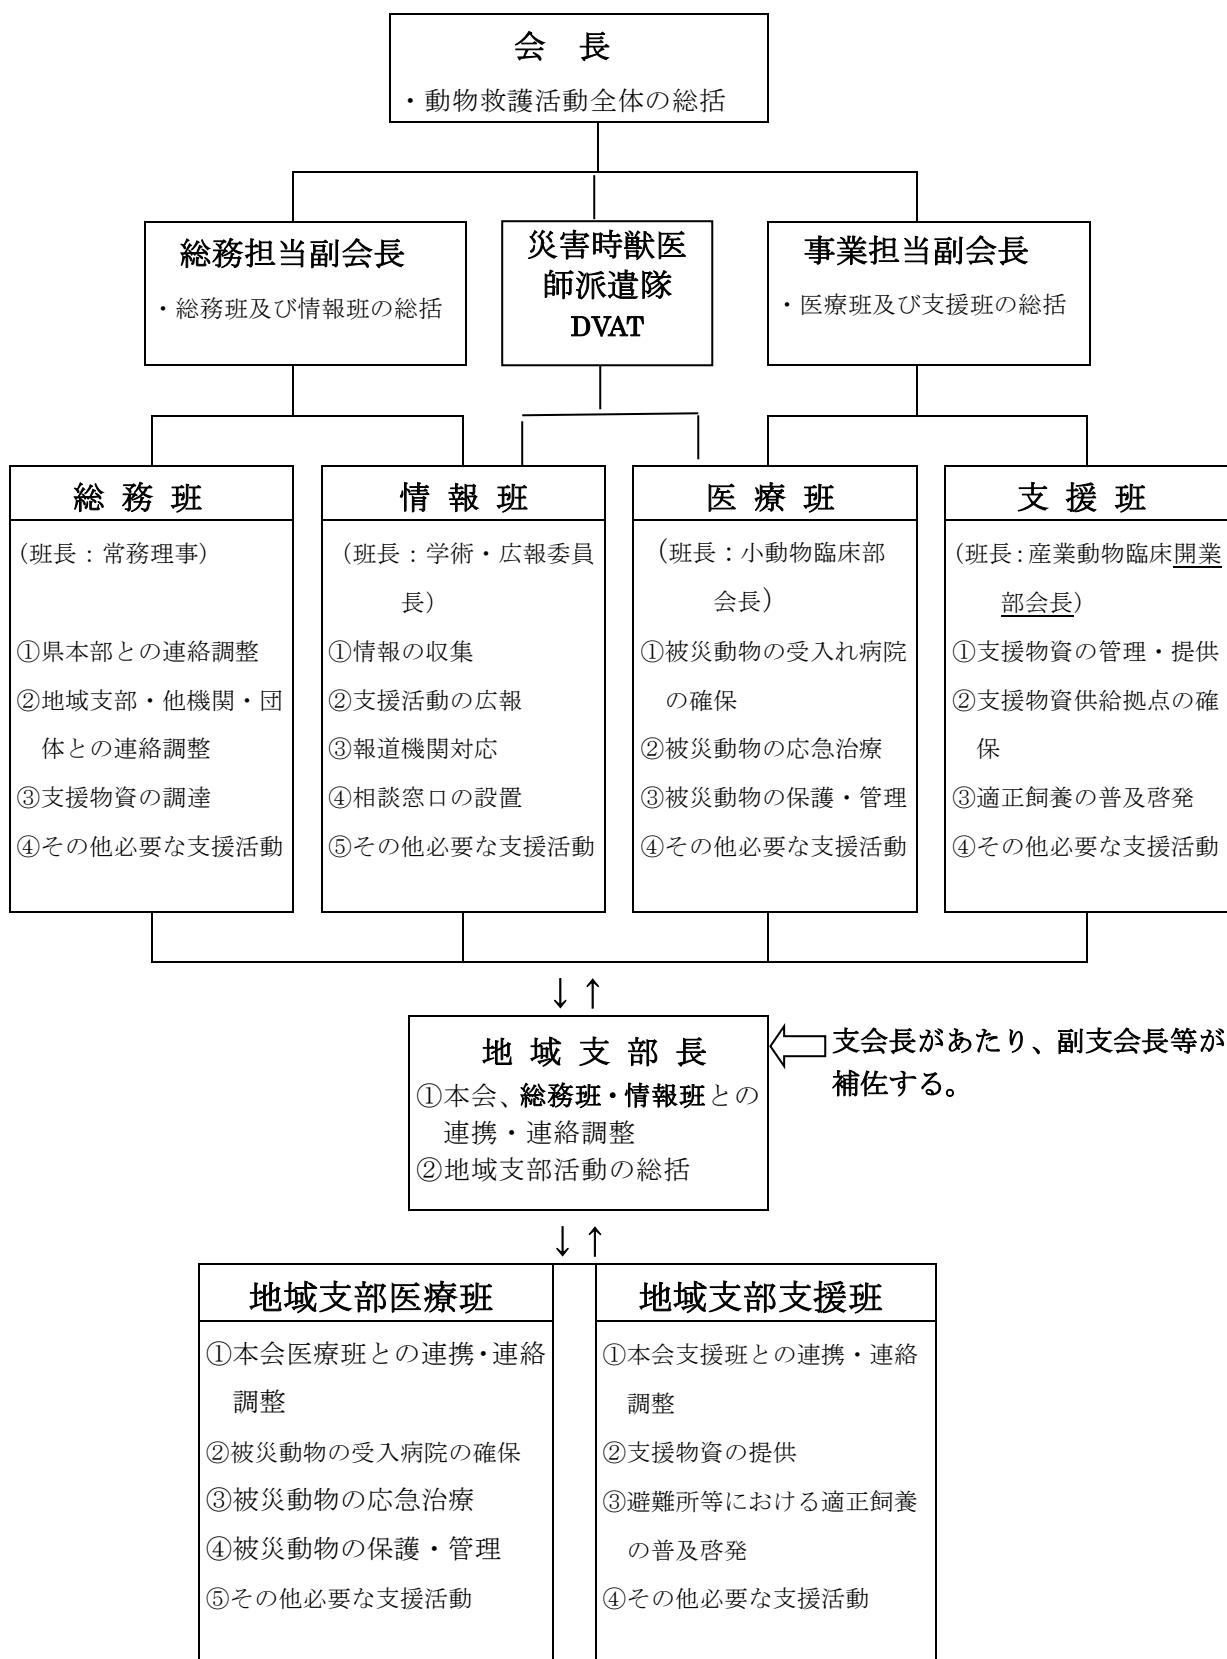 会　長
・動物救護活動全体の総括
総務担当副会長
・総務班及び情報班の総括
災害時獣医
師派遣隊
DVAT
事業担当副会長
・医療班及び支援班の総括
総 務 班
(班長：常務理事)
①県本部との連絡調整
②地域支部・他機関・団
体との連絡調整
③支援物資の調達
④その他必要な支援活動
情 報 班
(班長：学術・広報委員
長)
①情報の収集
②支援活動の広報
③報道機関対応
④相談窓口の設置
⑤その他必要な支援活動
医 療 班
(班長：小動物臨床部
会長)
①被災動物の受入れ病院
の確保
②被災動物の応急治療
③被災動物の保護・管理
④その他必要な支援活動
支 援 班
(班長：産業動物臨床開業
部会長)
①支援物資の管理・提供
②支援物資供給拠点の確
保
③適正飼養の普及啓発
④その他必要な支援活動
↓↑
地 域 支 部 長
①本会、総務班・情報班との
連携・連絡調整
②地域支部活動の総括
支会長があたり、副支会長等が
補佐する。
↓↑
地域支部医療班
①本会医療班との連携・連絡
調整
②被災動物の受入病院の確保
③被災動物の応急治療
④被災動物の保護・管理
⑤その他必要な支援活動
地域支部支援班
①本会支援班との連携・連絡
調整
②支援物資の提供
③避難所等における適正飼養
の普及啓発
④その他必要な支援活動